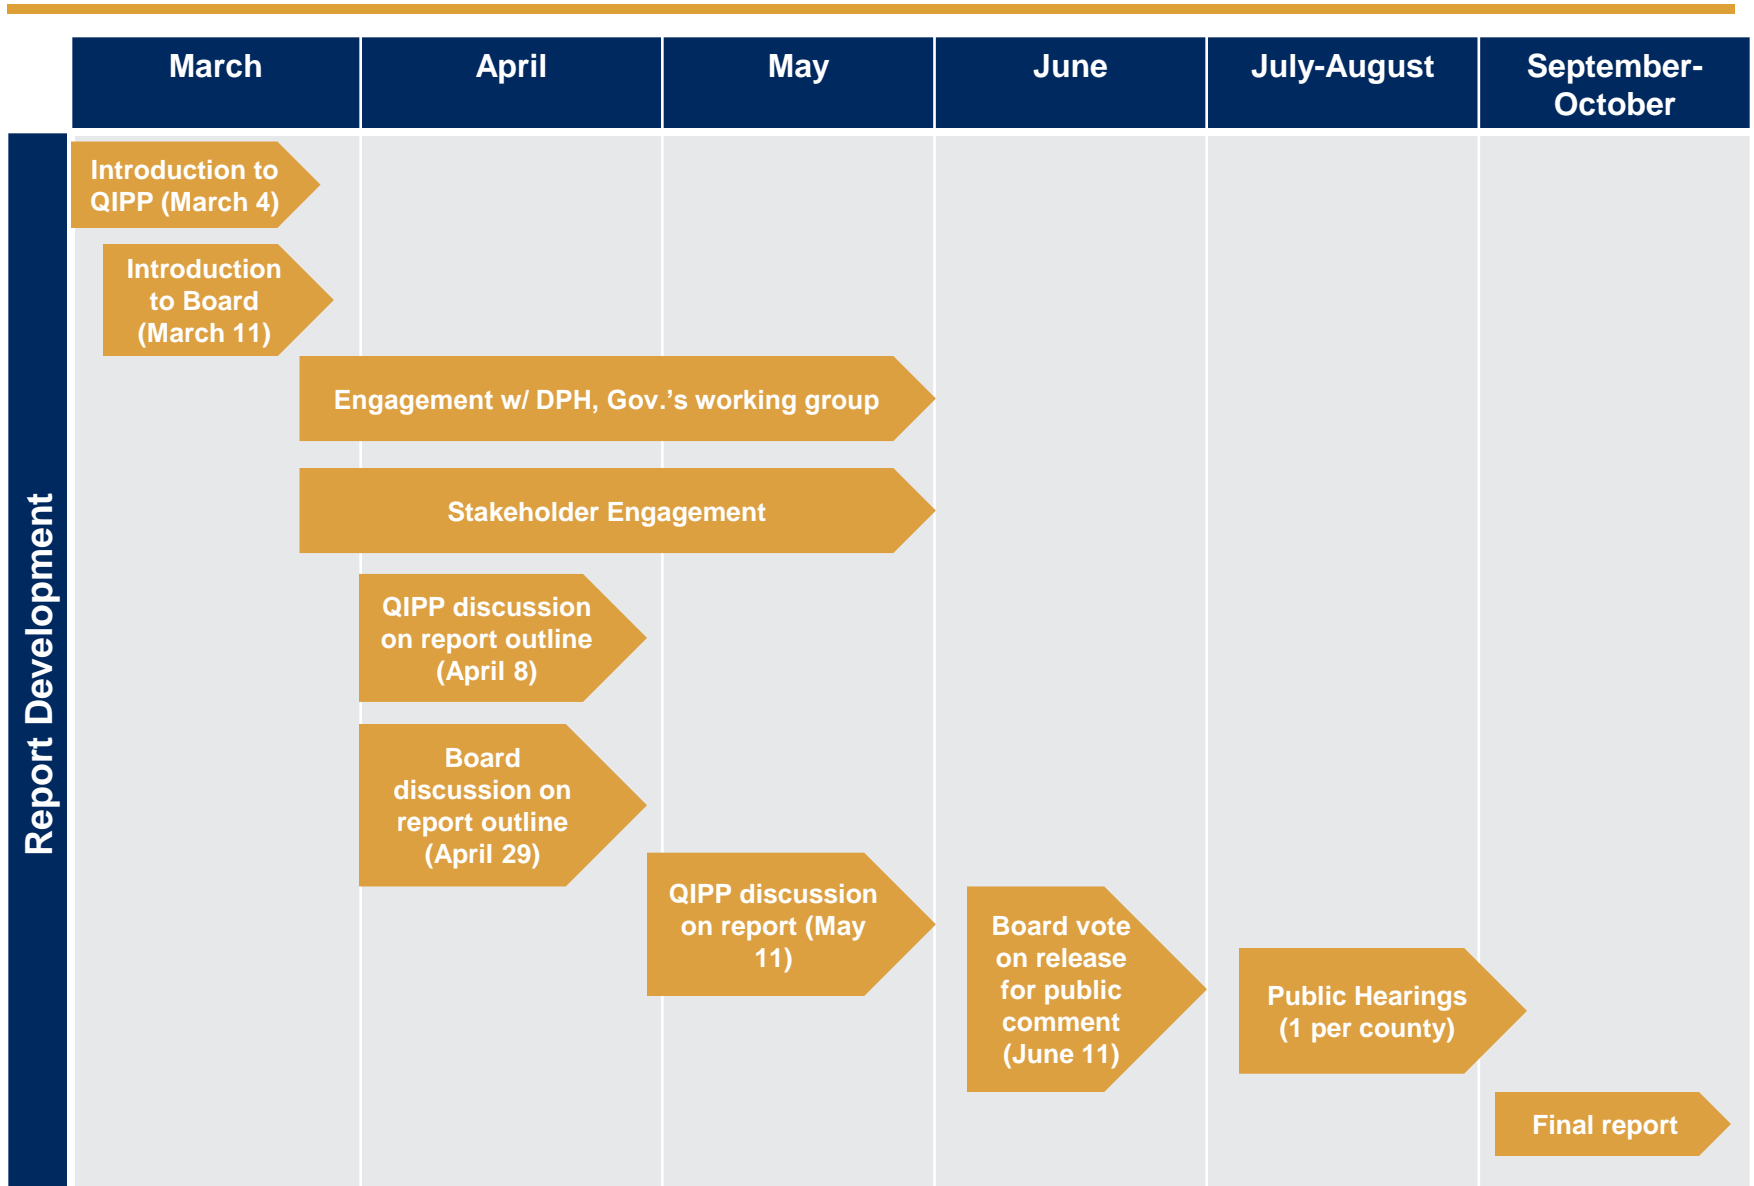 March
April
May
June
July-August
September-
October
Report Development
Introduction to
QIPP (March 4)
Introduction
to Board
(March 11)
Engagement w/ DPH, Gov.’s working group
Stakeholder Engagement
QIPP discussion
on report outline
(April 8)
Board
discussion on
report outline
(April 29)
QIPP discussion
on report (May
11)
Board vote
on release
for public
comment
(June 11)
Public Hearings
(1 per county)
Final report